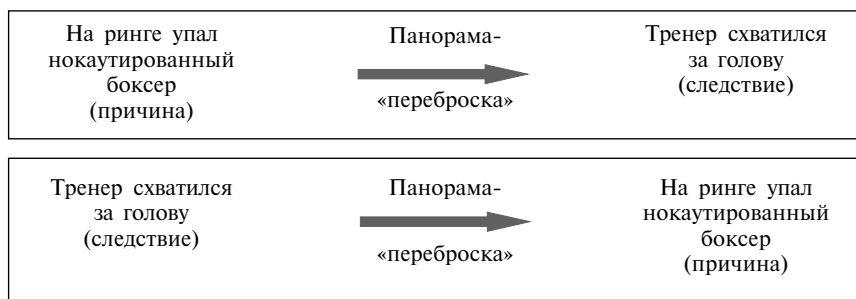 На ринге упал
нокаутированный
боксер
(причина)
Панорама-
«переброска»
Тренер схватился
за голову
(следствие)
Тренер схватился
за голову
(следствие)
Панорама-
«переброска»
На ринге упал
нокаутированный
боксер
(причина)